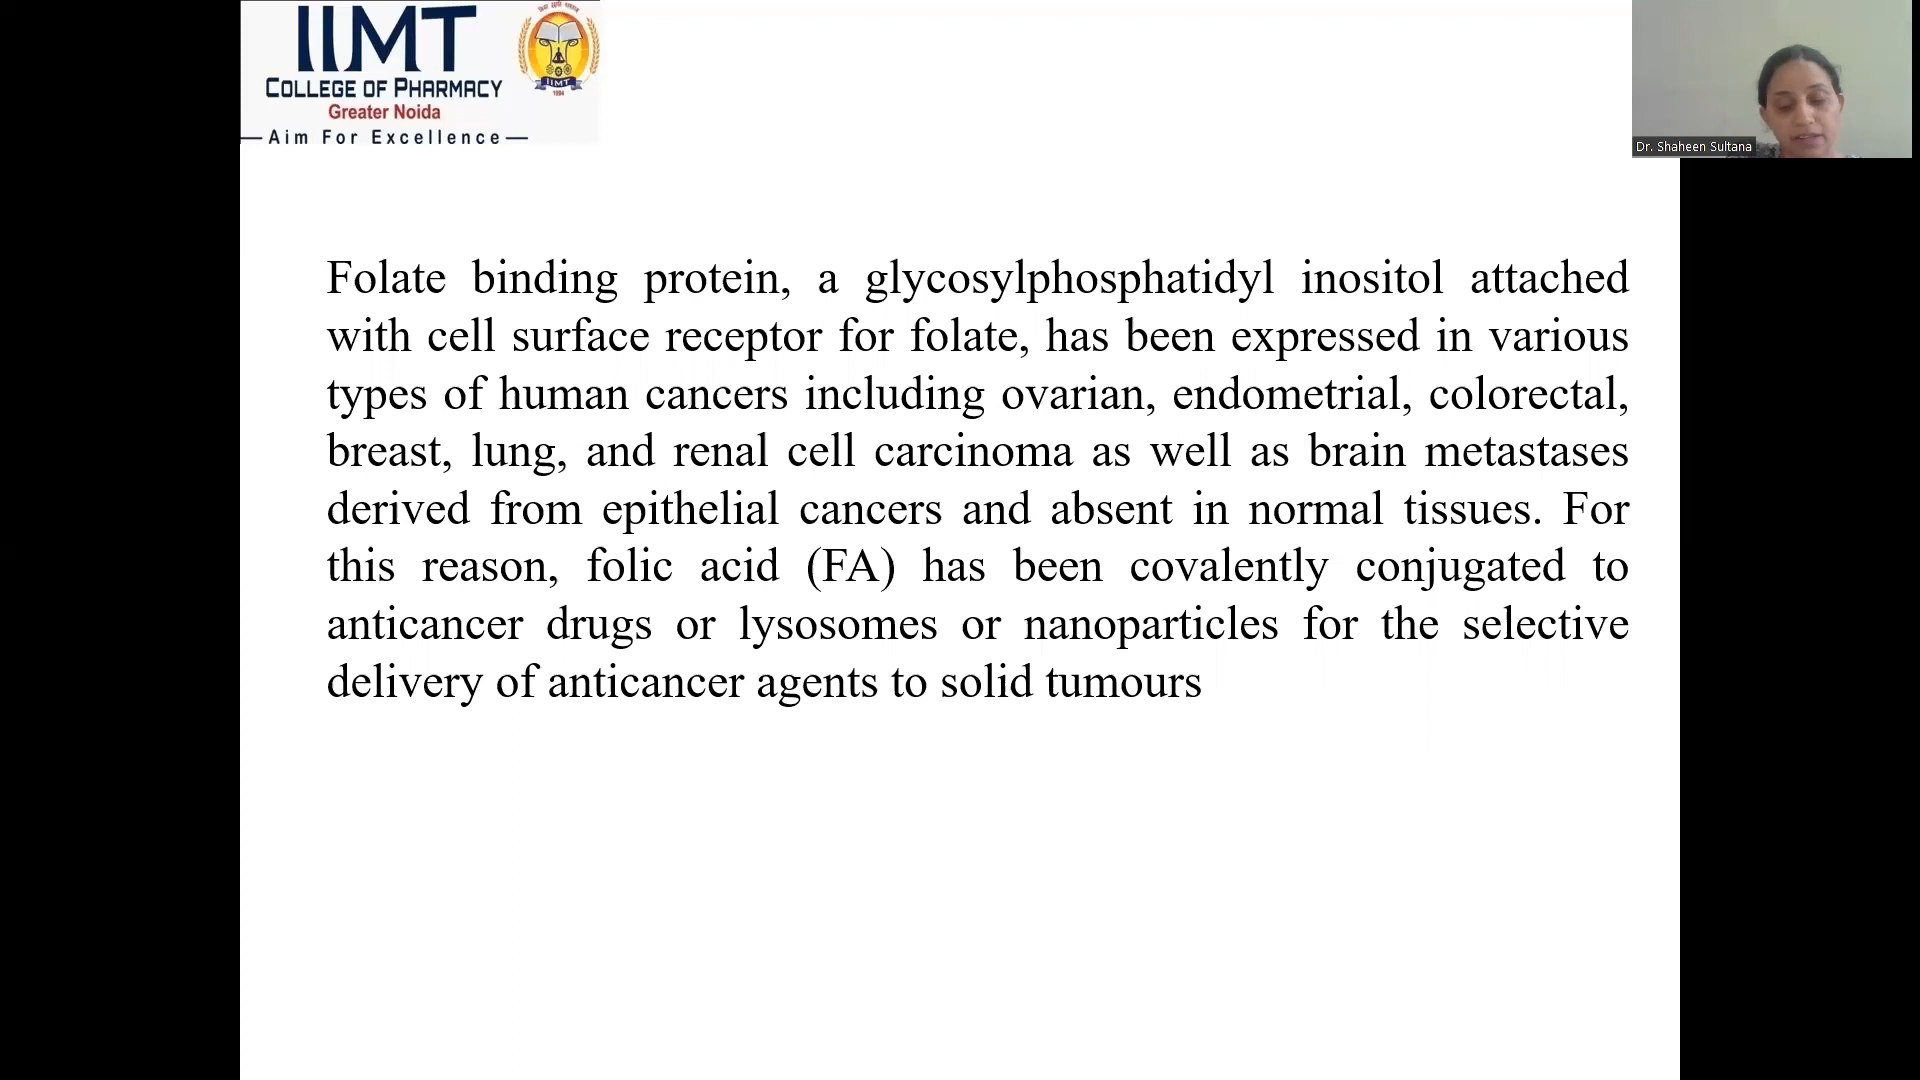 IIMT
COLLEGE OF PHARMACY
Greater Noida
—Aim For Excellence—
IIMT
1994
Dr. Shaheen Sultana
Folate binding protein, a glycosylphosphatidyl inositol attached
with cell surface receptor for folate, has been expressed in various
types of human cancers including ovarian, endometrial, colorectal,
breast, lung, and renal cell carcinoma as well as brain metastases
derived from epithelial cancers and absent in normal tissues. For
this reason, folic acid (FA) has been covalently conjugated to
anticancer drugs or lysosomes or nanoparticles for the selective
delivery of anticancer agents to solid tumours